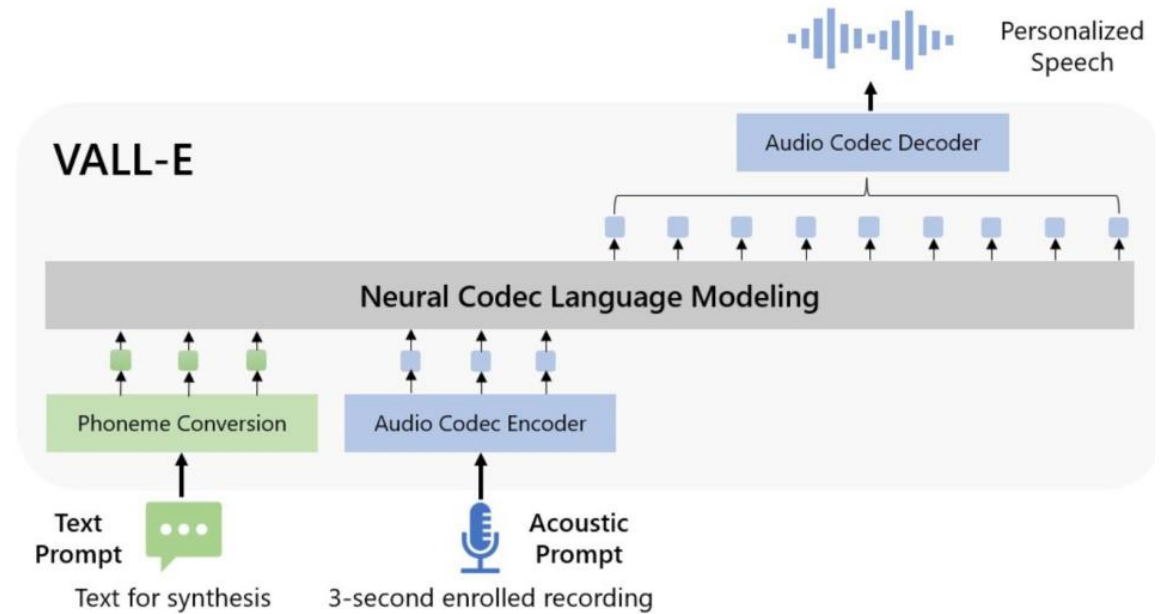 Personalized
Speech
Audio Codec Decoder
VALL-E
Neural Codec Language Modeling
Phoneme Conversion
Audio Codec Encoder
Text
Prompt
Acoustic
Prompt
Text for synthesis
3-second enrolled recording